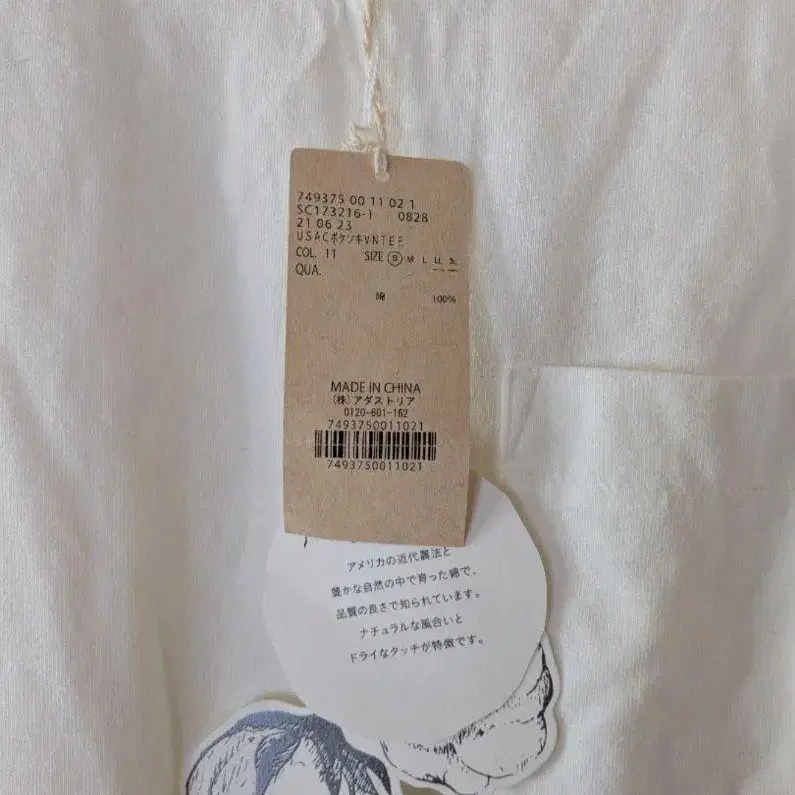 749375 00 11 02 1
SC173216-1 0828
21 06 23
USACポケツキVNTEE
COL. 11 SIZE S M L LL
QUA.
綿 100%
MADE IN CHINA
(株)アダストリア
0120-601-162
7493750011021
7493750011021
アメリカの近代農法と
豊かな自然の中で育った綿で、
品質の良さで知られています。
ナチュラルな風合いと
ドライなタッチが特徴です。